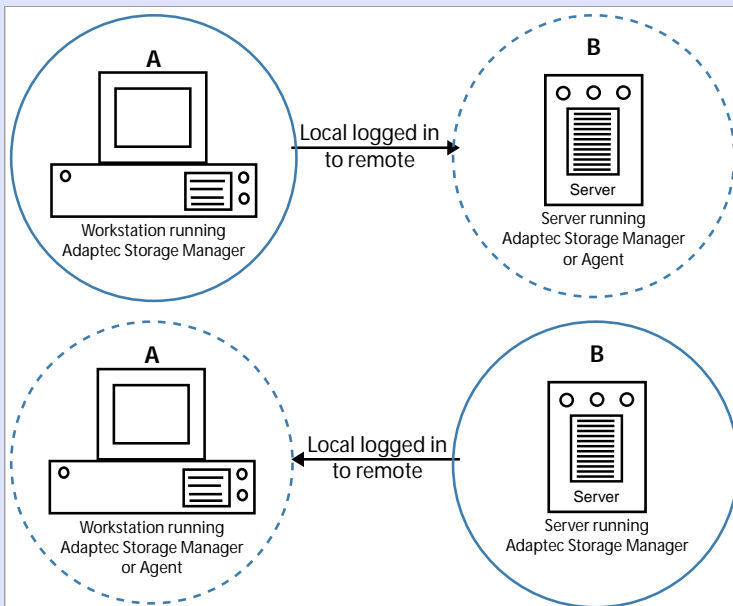 A
B
Local logged in
to remote
Server
Workstation running
Adaptec Storage Manager
Server running
Adaptec Storage Manager
or Agent
A
B
Local logged in
to remote
Server
Workstation running
Adaptec Storage Manager
or Agent
Server running
Adaptec Storage Manager